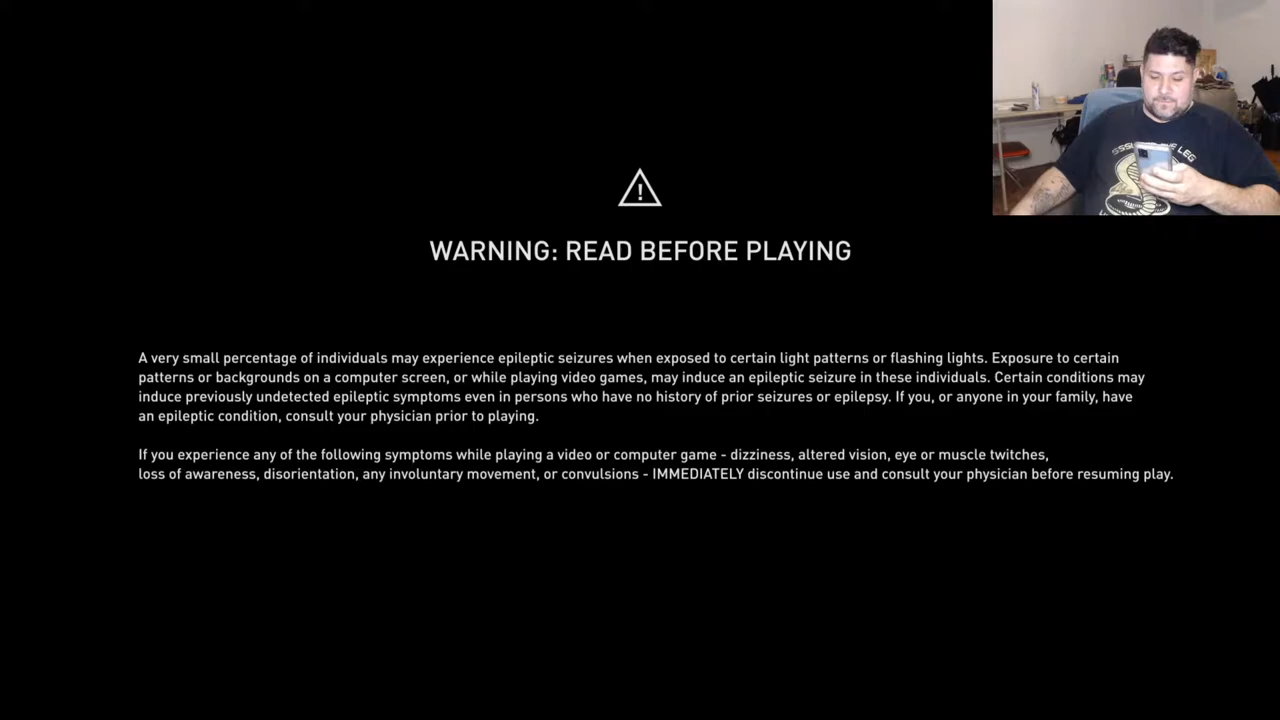 WARNING: READ BEFORE PLAYING
A very small percentage of individuals may experience epileptic seizures when exposed to certain light patterns or flashing lights. Exposure to certain
patterns or backgrounds on a computer screen, or while playing video games, may induce an epileptic seizure in these individuals. Certain conditions may
induce previously undetected epileptic symptoms even in persons who have no history of prior seizures or epilepsy. If you, or anyone in your family, have
an epileptic condition, consult your physician prior to playing.
If you experience any of the following symptoms while playing a video or computer game - dizziness, altered vision, eye or muscle twitches,
loss of awareness, disorientation, any involuntary movement, or convulsions - IMMEDIATELY discontinue use and consult your physician before resuming play.
LEG